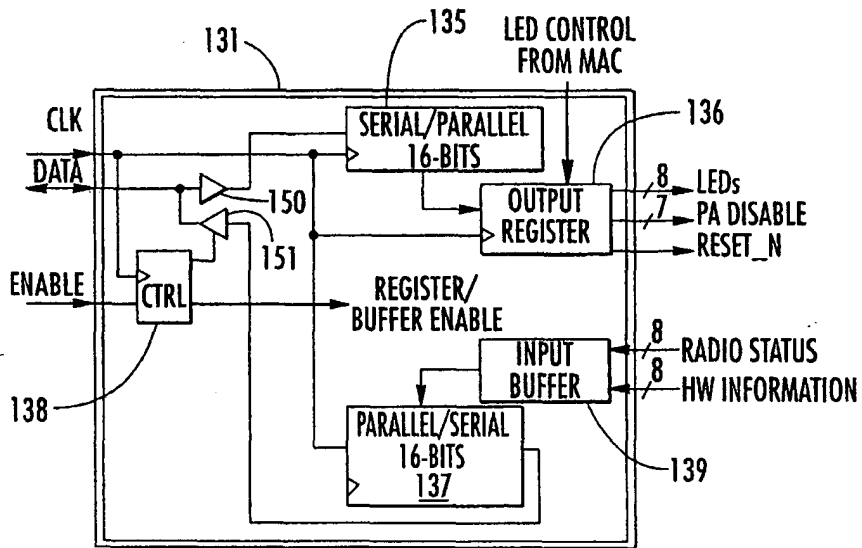 131
135
LED CONTROL
FROM MAC
136
CLK
DATA
SERIAL/PARALLEL
16-BITS
150
151
OUTPUT
REGISTER
8 LEDs
7 PA DISABLE
RESET_N
ENABLE
CTRL
REGISTER/
BUFFER ENABLE
138
INPUT
BUFFER
8 RADIO STATUS
8 HW INFORMATION
139
PARALLEL/SERIAL
16-BITS
137